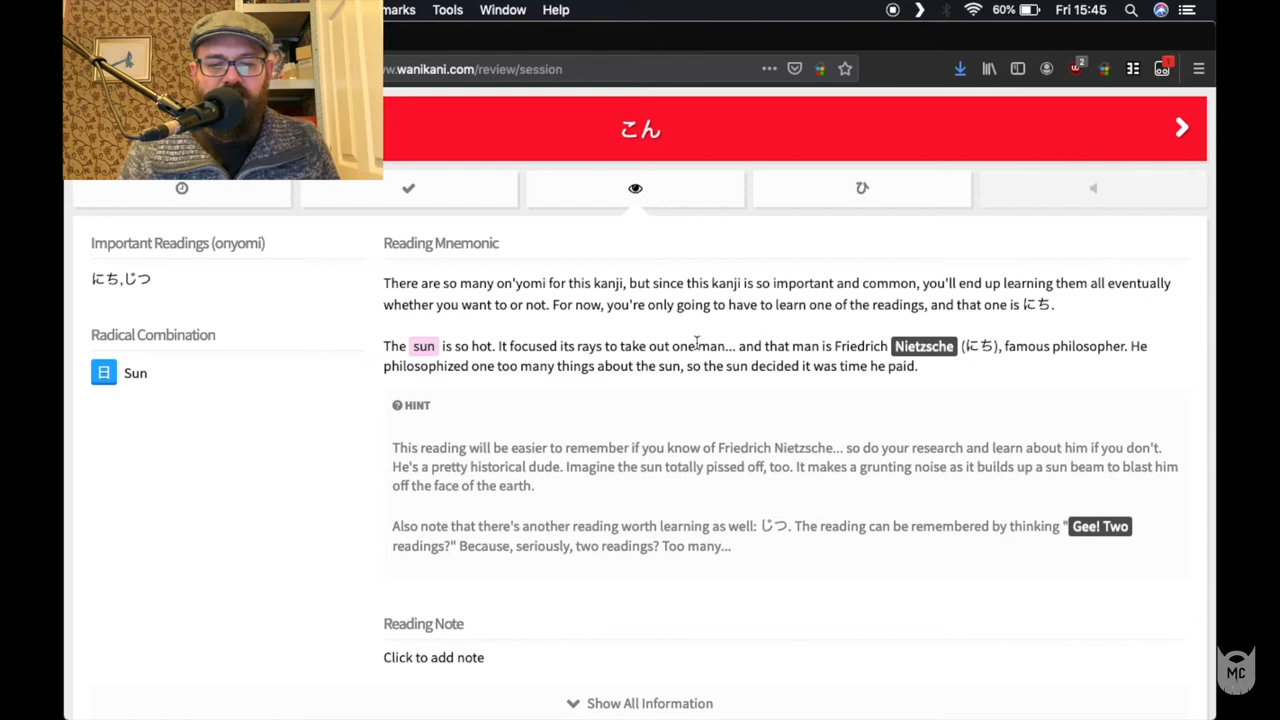 marks Tools Window Help 60% Fri 15:45
w.wanikani.com/review/session
2
こん
ひ
Important Readings (onyomi)
にち,じつ
Radical Combination
日 Sun
Reading Mnemonic
There are so many on'yomi for this kanji, but since this kanji is so important and common, you'll end up learning them all eventually
whether you want to or not. For now, you're only going to have to learn one of the readings, and that one is にち.
The sun is so hot. It focused its rays to take out one man... and that man is Friedrich Nietzsche (にち), famous philosopher. He
philosophized one too many things about the sun, so the sun decided it was time he paid.
HINT
This reading will be easier to remember if you know of Friedrich Nietzsche... so do your research and learn about him if you don't.
He's a pretty historical dude. Imagine the sun totally pissed off, too. It makes a grunting noise as it builds up a sun beam to blast him
off the face of the earth.
Also note that there's another reading worth learning as well: じつ. The reading can be remembered by thinking "Gee! Two
readings?" Because, seriously, two readings? Too many...
Reading Note
Click to add note
Show All Information
MC